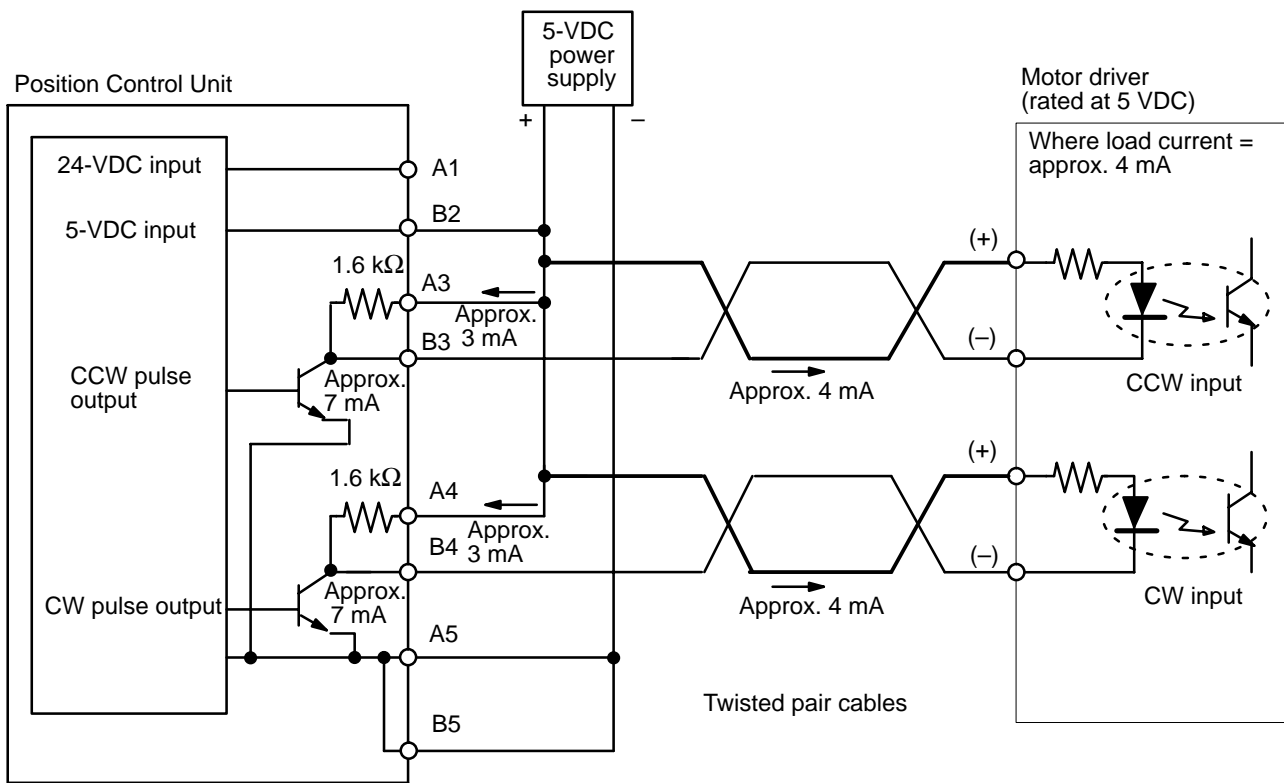 5-VDC
power
supply
+
–
Position Control Unit
24-VDC input
5-VDC input
1.6 kΩ
CCW pulse
output
1.6 kΩ
CW pulse output
A1
B2
A3
Approx.
3 mA
B3
Approx.
7 mA
A4
Approx.
3 mA
B4
Approx.
7 mA
A5
B5
Approx. 4 mA
Approx. 4 mA
Twisted pair cables
Motor driver
(rated at 5 VDC)
Where load current =
approx. 4 mA
(+)
(–)
CCW input
(+)
(–)
CW input